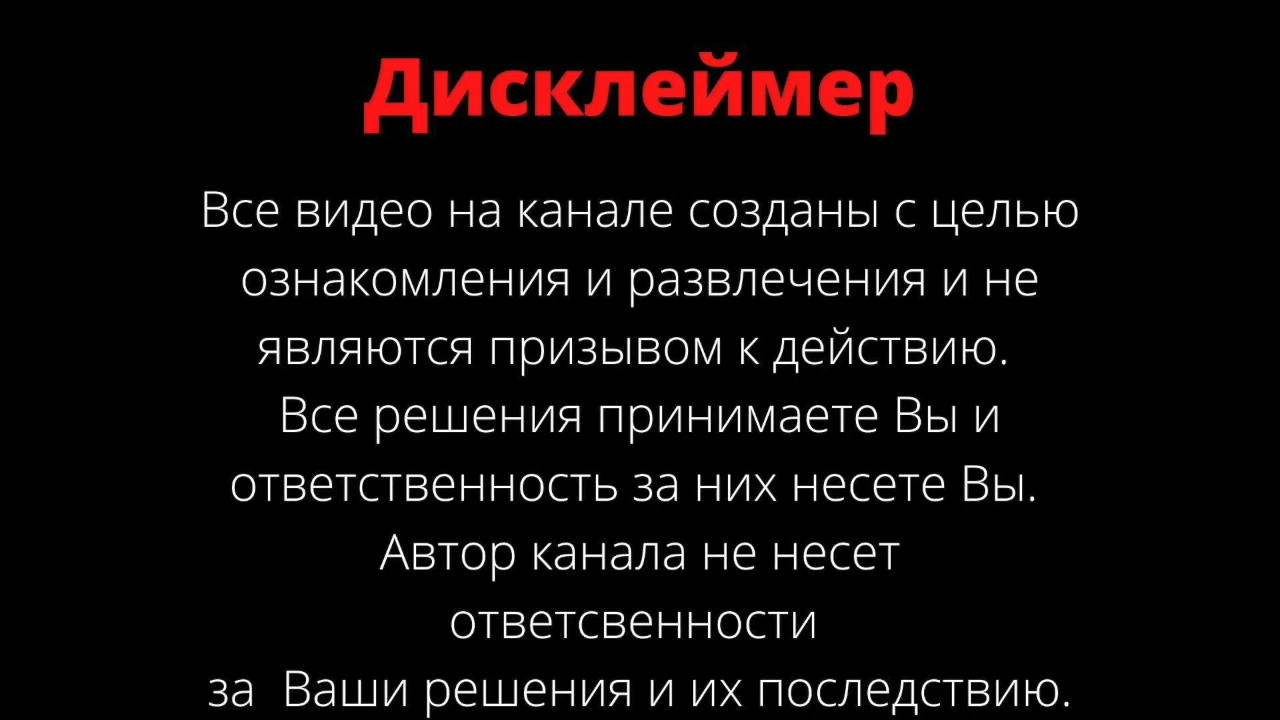 Дисклеймер
Все видео на канале созданы с целью
ознакомления и развлечения и не
являются призывом к действию.
Все решения принимаете Вы и
ответственность за них несете Вы.
Автор канала не несет
ответсвенности
за  Ваши решения и их последствию.